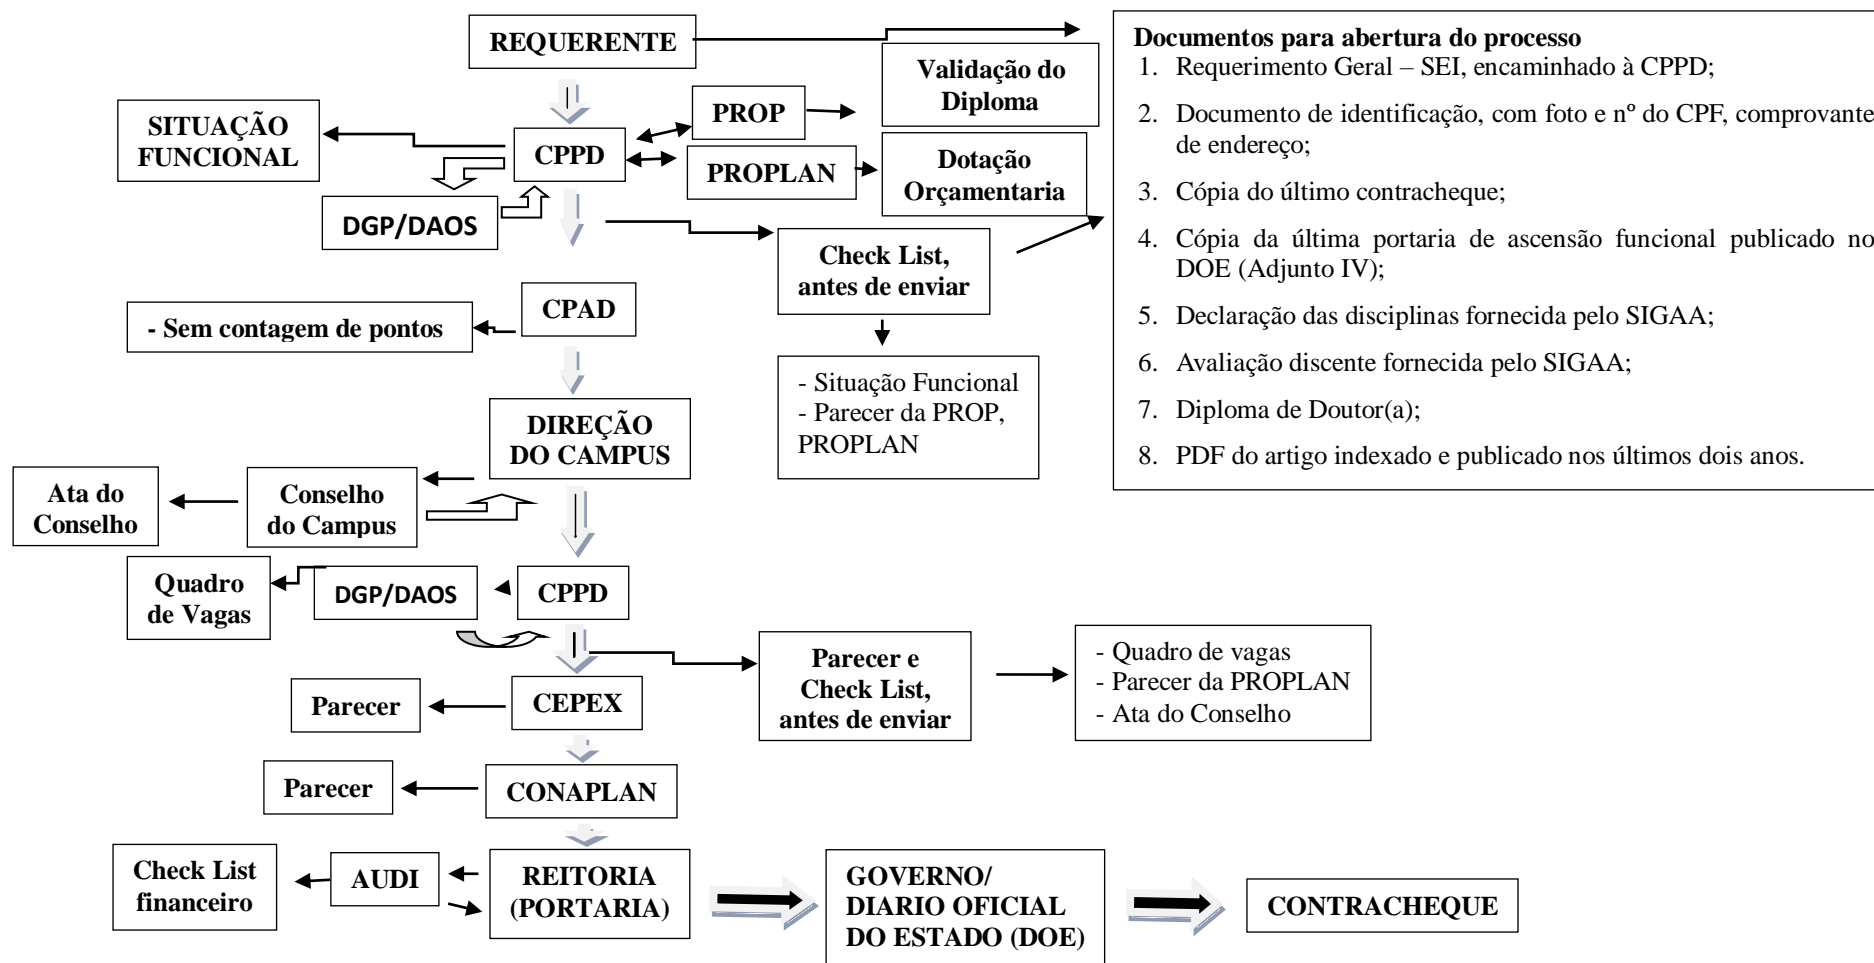 REQUERENTE
Documentos para abertura do processo
1. Requerimento Geral – SEI, encaminhado à CPPD;
2. Documento de identificação, com foto e nº do CPF, comprovante
de endereço;
3. Cópia do último contracheque;
4. Cópia da última portaria de ascensão funcional publicado no
DOE (Adjunto IV);
5. Declaração das disciplinas fornecida pelo SIGAA;
6. Avaliação discente fornecida pelo SIGAA;
7. Diploma de Doutor(a);
8. PDF do artigo indexado e publicado nos últimos dois anos.
Validação do
Diploma
PROP
SITUAÇÃO
FUNCIONAL
CPPD
PROPLAN
Dotação
Orçamentaria
DGP/DAOS
Check List,
antes de enviar
CPAD
- Sem contagem de pontos
- Situação Funcional
- Parecer da PROP,
PROPLAN
DIREÇÃO
DO CAMPUS
Ata do
Conselho
Conselho
do Campus
Quadro
de Vagas
DGP/DAOS
CPPD
Parecer e
Check List,
antes de enviar
- Quadro de vagas
- Parecer da PROPLAN
- Ata do Conselho
Parecer
CEPEX
Parecer
CONAPLAN
Check List
financeiro
AUDI
REITORIA
(PORTARIA)
GOVERNO/
DIARIO OFICIAL
DO ESTADO (DOE)
CONTRACHEQUE